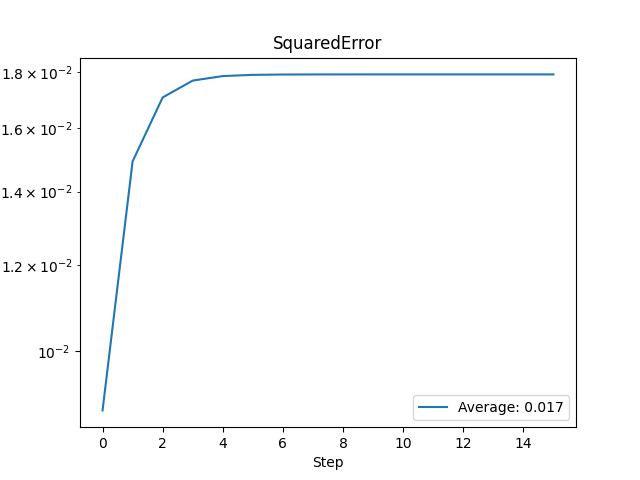 SquaredError
1.8 × 10⁻²
1.6 × 10⁻²
1.4 × 10⁻²
1.2 × 10⁻²
10⁻²
Average: 0.017
0 2 4 6 8 10 12 14
Step